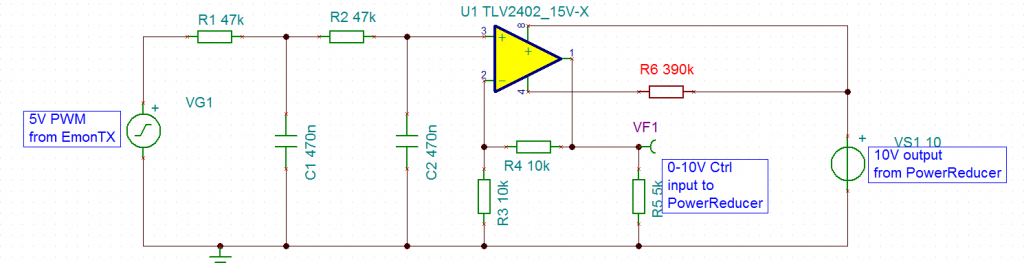 U1 TLV2402_15V-X
R1 47k
R2 47k
3
+
8
+
1
2
-
4
R6 390k
VG1
+
5V PWM
from EmonTX
C1 470n
C2 470n
R4 10k
VF1
R3 10k
R5 5k
0-10V Ctrl
input to
PowerReducer
+
VS1 10
10V output
from PowerReducer